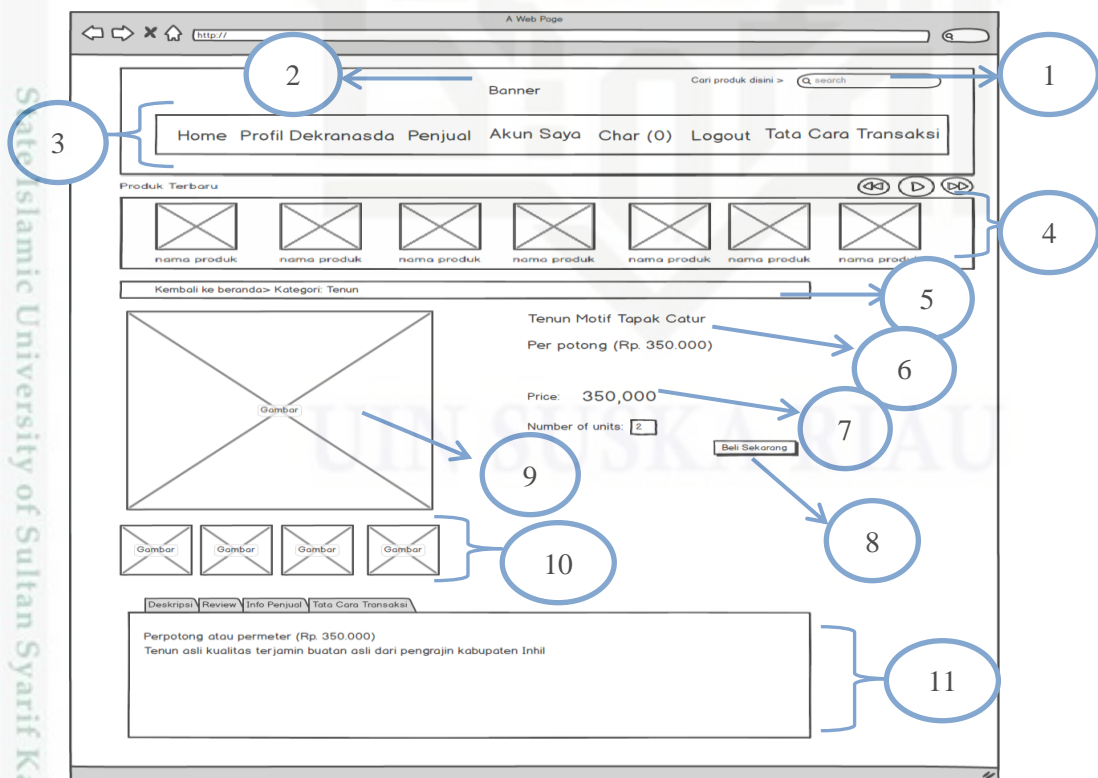 A Web Page
http://
1
2
Cari produk disini >
search
Banner
3
Home Profil Dekranasda Penjual Akun Saya Char (0) Logout Tata Cara Transaksi
Produk Terbaru
4
nama produk nama produk nama produk nama produk nama produk nama produk nama produk
Kembali ke beranda> Kategori: Tenun
5
Tenun Motif Tapak Catur
Per potong (Rp. 350.000)
6
Price: 350,000
Number of units: 2
7
Gambar
Beli Sekarang
9
8
Gambar Gambar Gambar Gambar
10
Deskripsi Review Info Penjual Tata Cara Transaksi
Perpotong atau permeter (Rp. 350.000)
Tenun asli kualitas terjamin buatan asli dari pengrajin kabupaten Inhil
11
UIN SUSKA RIAU
State Islamic University of Sultan Syarif Ka